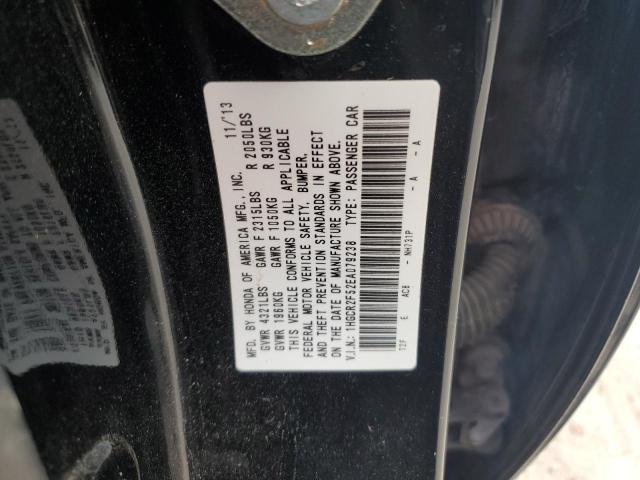 MFD. BY HONDA OF AMERICA MFG., INC. 11/'13
GVWR 4321LBS GAWR F 2315LBS R 2050LBS
GVWR 1960KG GAWR F 1050KG R 930KG
THIS VEHICLE CONFORMS TO ALL APPLICABLE
FEDERAL MOTOR VEHICLE SAFETY, BUMPER,
AND THEFT PREVENTION STANDARDS IN EFFECT
ON THE DATE OF MANUFACTURE SHOWN ABOVE.
V.I.N.: 1HGCR2F52EA079238 TYPE: PASSENGER CAR
T2F E AC8 - NH731P - A - A